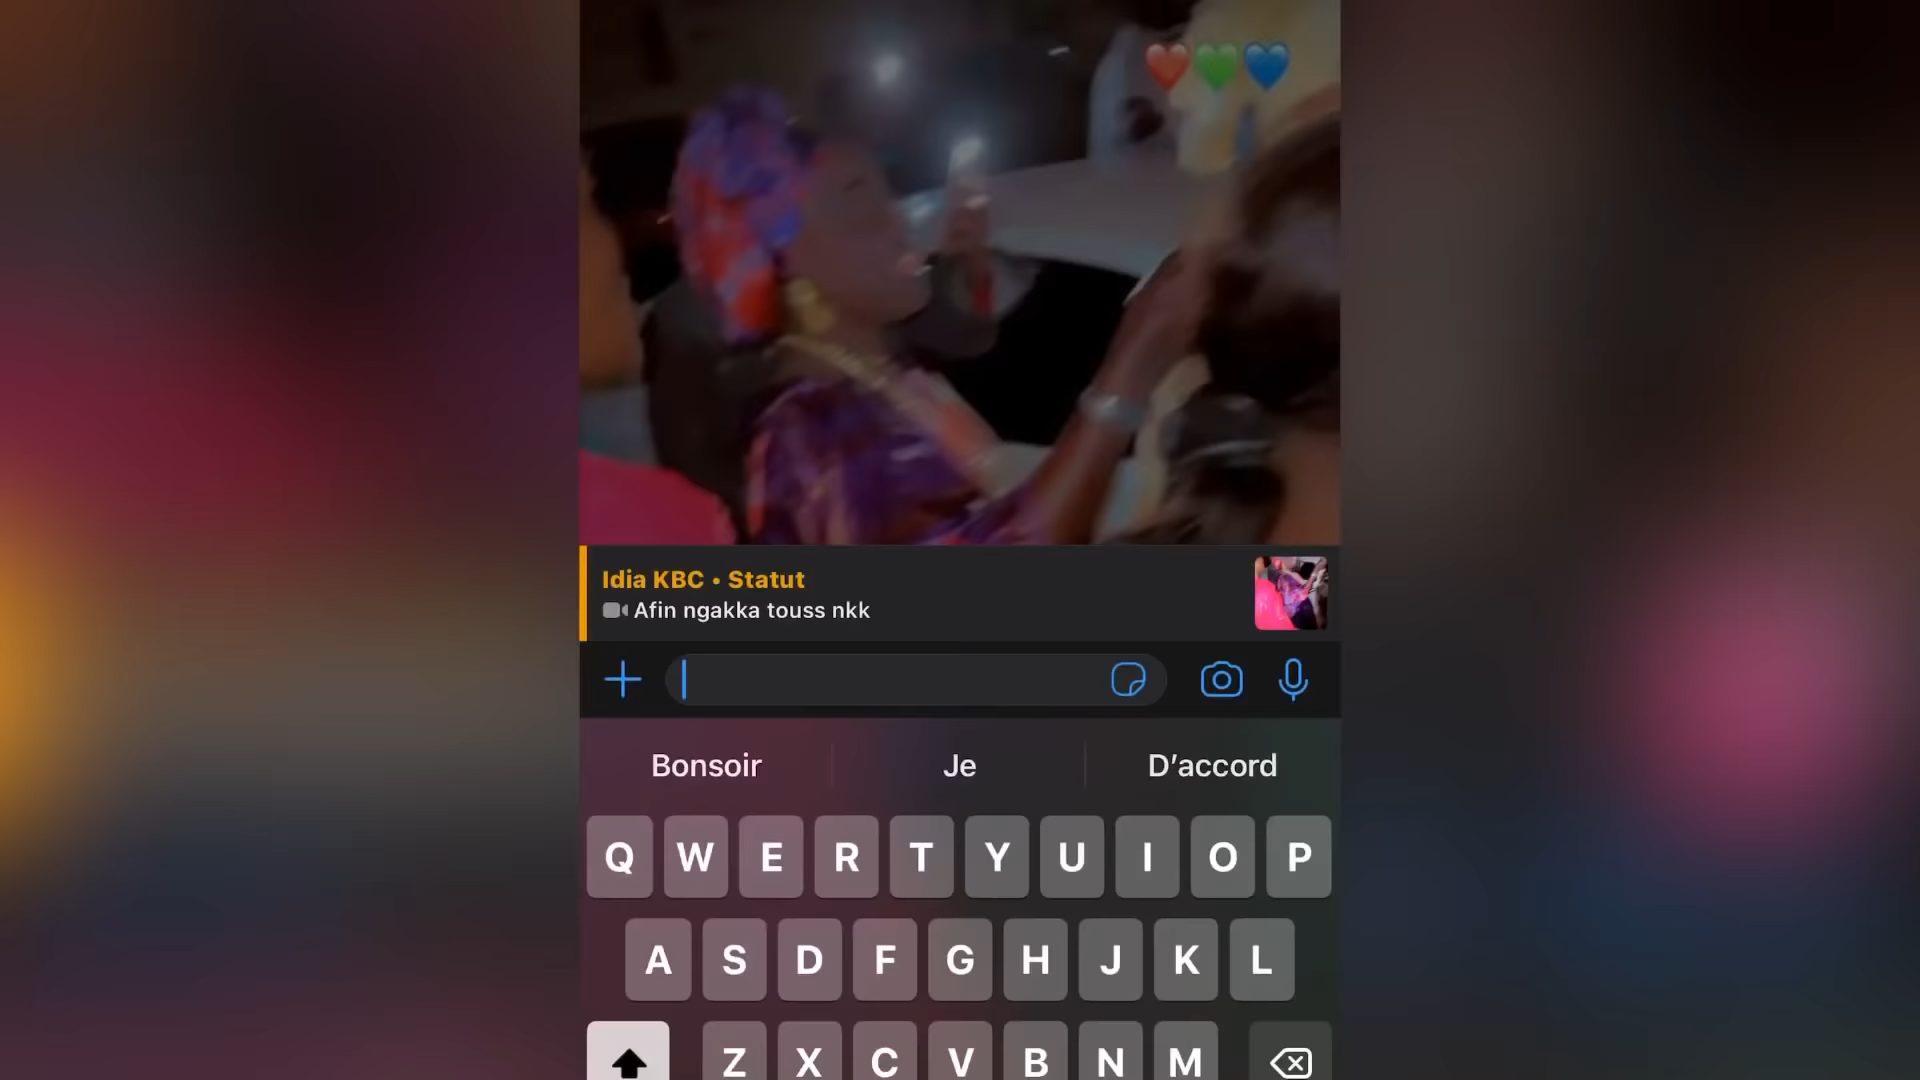 ❤️💚💙
Idia KBC • Statut
Afin ngakka touss nkk
Bonsoir Je D’accord
Q W E R T Y U I O P
A S D F G H J K L
Z X C V B N M